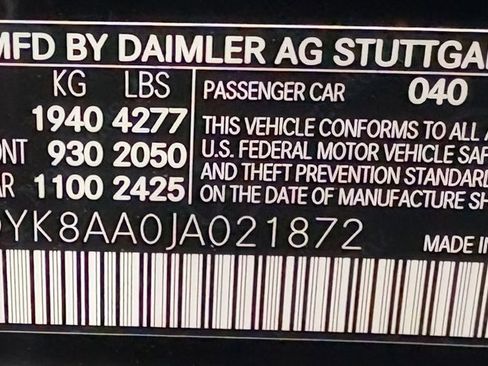 MFD BY DAIMLER AG STUTTGA
KG LBS
1940 4277
NT 930 2050
AR 1100 2425
PASSENGER CAR 040
THIS VEHICLE CONFORMS TO ALL A
U.S. FEDERAL MOTOR VEHICLE SAF
AND THEFT PREVENTION STANDARD
ON THE DATE OF MANUFACTURE SH
YK8AA0JA021872
MADE IN